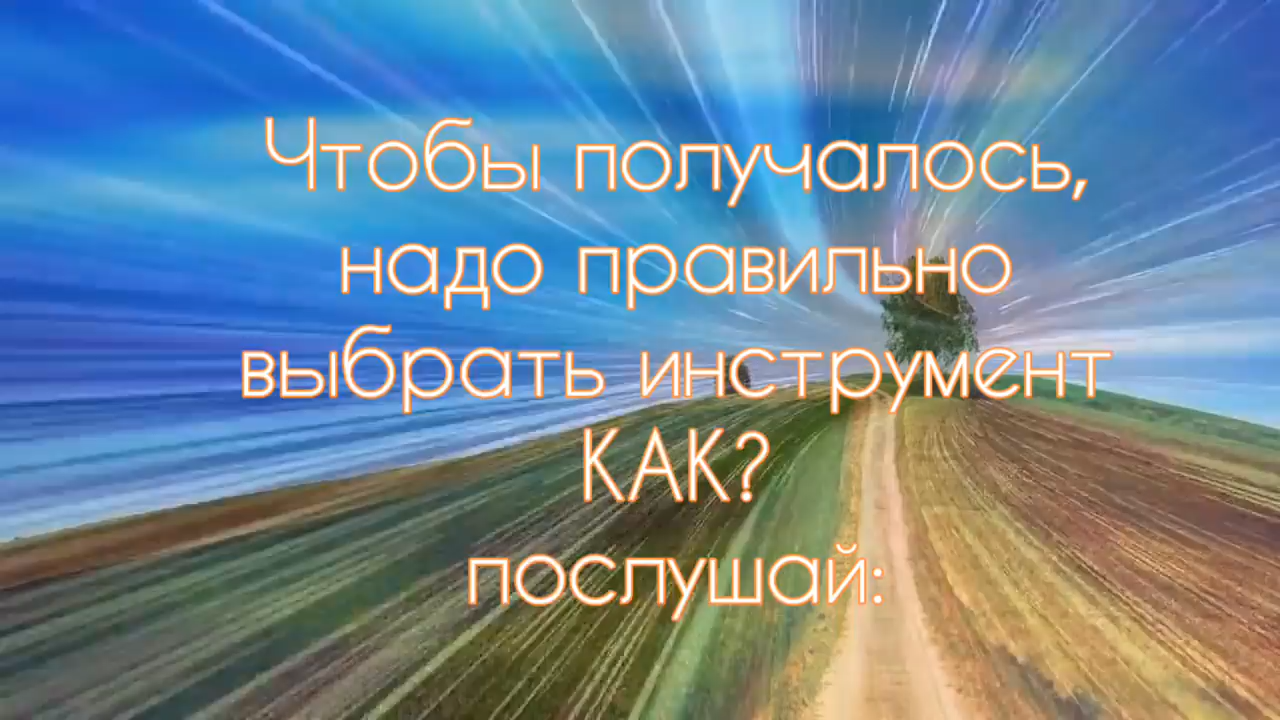 Чтобы получалось,
надо правильно
выбрать инструмент
КАК?
послушай: